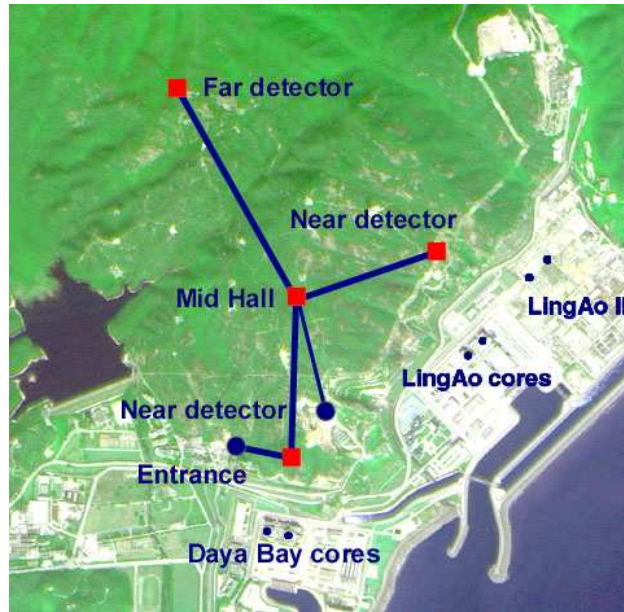 Far detector
Near detector
Mid Hall
LingAo II
LingAo cores
Near detector
Entrance
Daya Bay cores